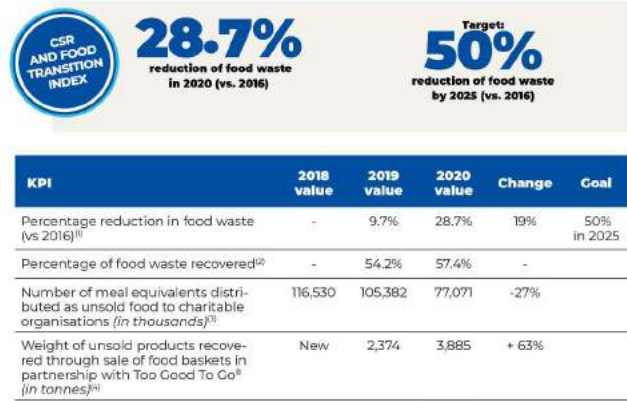 CSR
AND FOOD
TRANSITION
INDEX
28.7%
reduction of food waste
in 2020 (vs. 2016)
Target:
50%
reduction of food waste
by 2025 (vs. 2016)
KPI 2018 value 2019 value 2020 value Change Goal
Percentage reduction in food waste - 9.7% 28.7% 19% 50%
(vs 2016)(1) in 2025
Percentage of food waste recovered(2) - 54.2% 57.4% -
Number of meal equivalents distri- 116,530 105,382 77,071 -27%
buted as unsold food to charitable
organisations (in thousands)(3)
Weight of unsold products recove- New 2,374 3,885 + 63%
red through sale of food baskets in
partnership with Too Good To Go®
(in tonnes)(4)